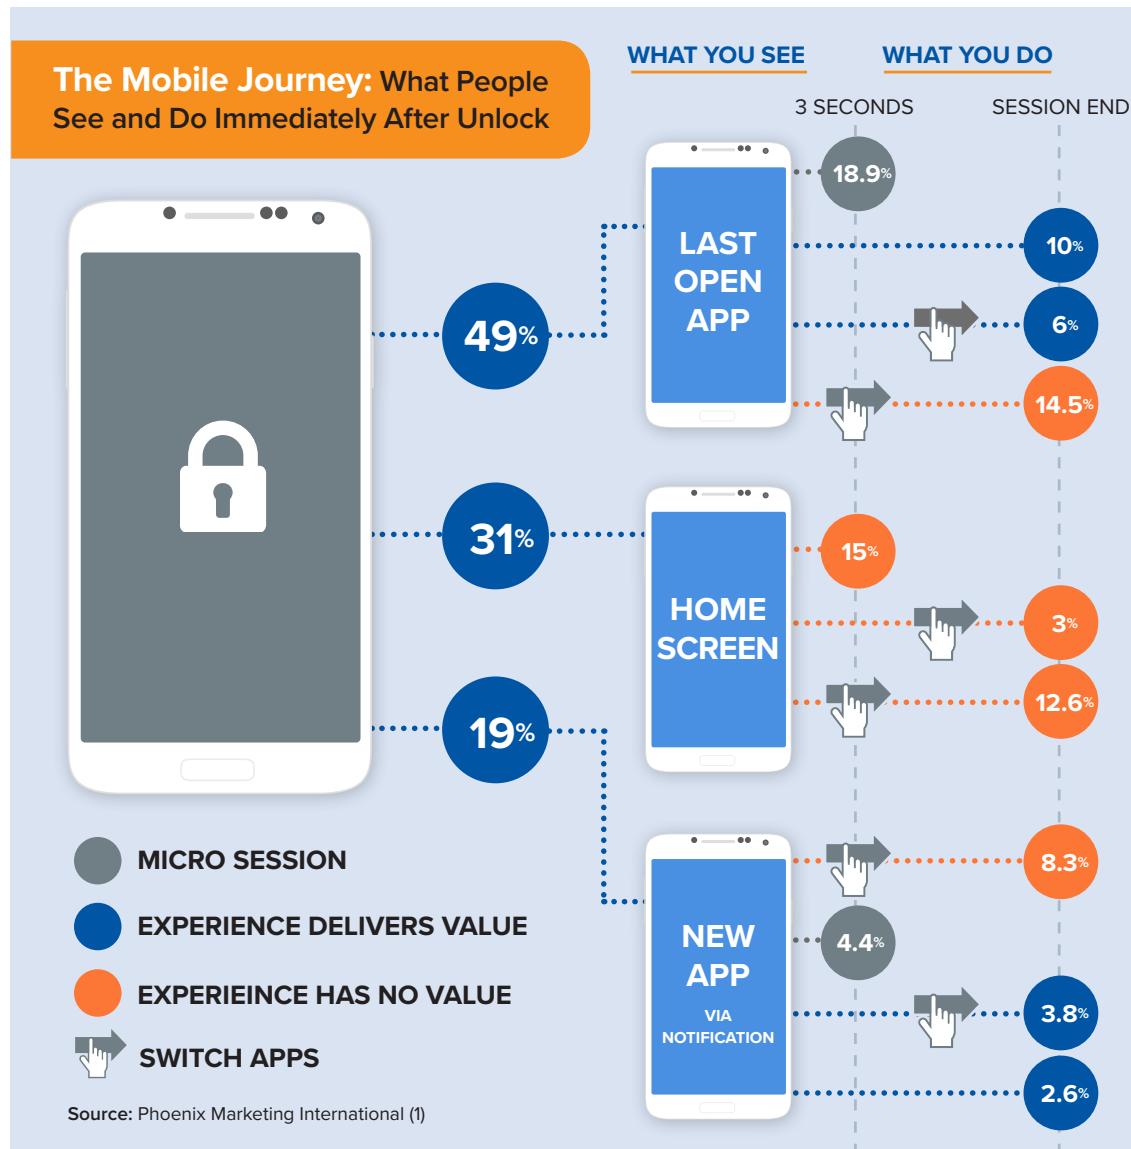 The Mobile Journey: What People
See and Do Immediately After Unlock
WHAT YOU SEE
WHAT YOU DO
3 SECONDS
SESSION END
49%
31%
19%
LAST
OPEN
APP
18.9%
10%
6%
14.5%
HOME
SCREEN
15%
3%
12.6%
NEW
APP
VIA
NOTIFICATION
8.3%
4.4%
3.8%
2.6%
MICRO SESSION
EXPERIENCE DELIVERS VALUE
EXPERIEINCE HAS NO VALUE
SWITCH APPS
Source: Phoenix Marketing International (1)